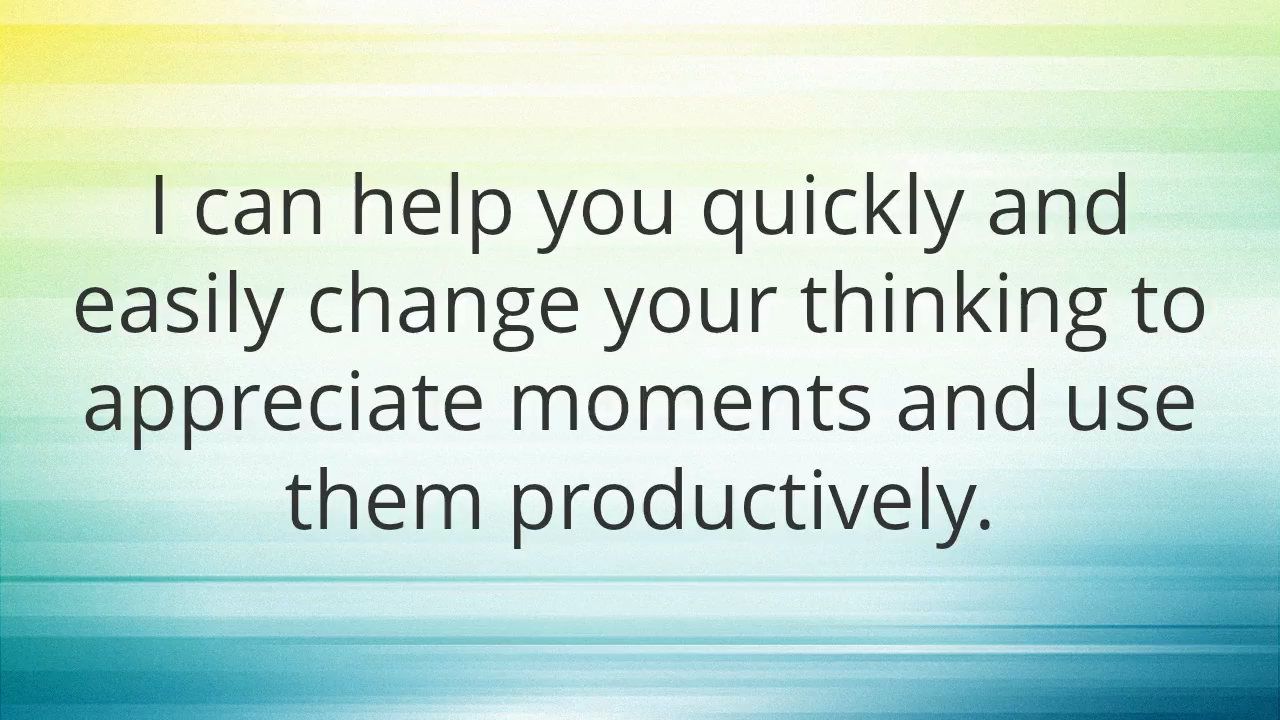 I can help you quickly and
easily change your thinking to
appreciate moments and use
them productively.